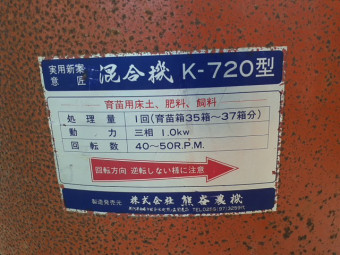 実用新案
意匠
混合機 K-720型
育苗用床土、肥料、飼料
処理量 1回(育苗箱35箱〜37箱分)
動力 三相 1.0kw
回転数 40〜50R.P.M.
回転方向 逆転しない様に注意
製造発売元 株式会社 熊谷農機